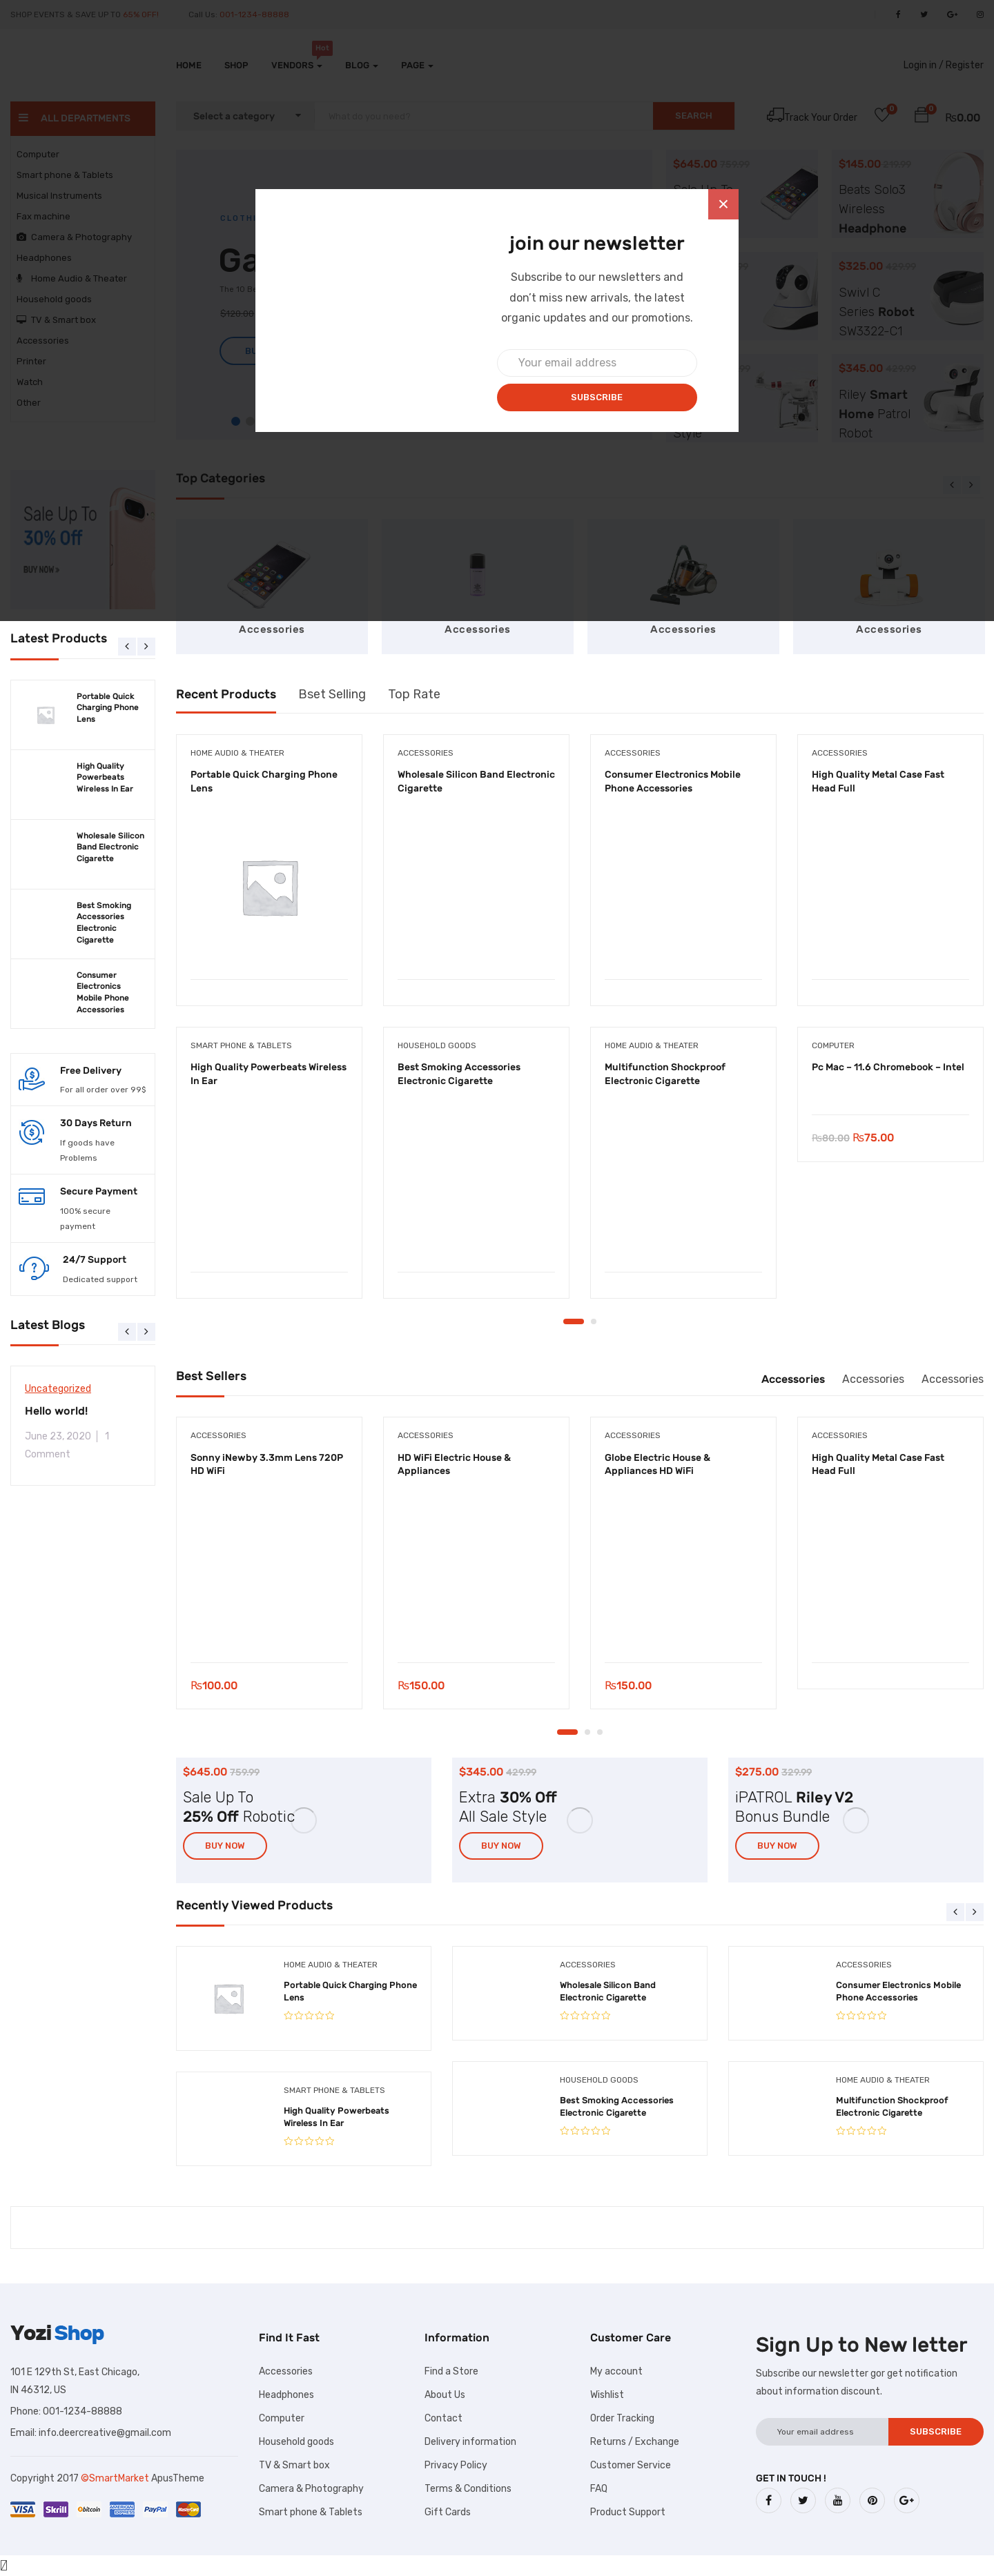 SHOP EVENTS & SAVE UP TO 65% OFF!
Call Us: 001-1234-88888
Hot
HOME
SHOP
VENDORS
BLOG
PAGE
Login in / Register
ALL DEPARTMENTS
Select a category
What do you need?
SEARCH
Track Your Order
0
0
₨0.00
Computer
Smart phone & Tablets
Musical Instruments
Fax machine
Camera & Photography
Headphones
Home Audio & Theater
Household goods
TV & Smart box
Accessories
Printer
Watch
Other
$645.00 759.99
$145.00 219.99
Beats Solo3
Wireless
Headphone
$325.00 429.99
Swivl C
Series Robot
SW3322-C1
$345.00 429.99
Riley Smart
Home Patrol
Robot
Style
$120.00
join our newsletter
Subscribe to our newsletters and
don’t miss new arrivals, the latest
organic updates and our promotions.
Your email address
SUBSCRIBE
Sale Up To
30% Off
BUY NOW »
Top Categories
Accessories
Accessories
Accessories
Accessories
Latest Products
Portable Quick
Charging Phone
Lens
High Quality
Powerbeats
Wireless In Ear
Wholesale Silicon
Band Electronic
Cigarette
Best Smoking
Accessories
Electronic
Cigarette
Consumer
Electronics
Mobile Phone
Accessories
Free Delivery
For all order over 99$
30 Days Return
If goods have
Problems
Secure Payment
100% secure
payment
24/7 Support
Dedicated support
Latest Blogs
Uncategorized
Hello world!
June 23, 2020 | 1
Comment
Recent Products
Bset Selling
Top Rate
HOME AUDIO & THEATER
Portable Quick Charging Phone
Lens
ACCESSORIES
Wholesale Silicon Band Electronic
Cigarette
ACCESSORIES
Consumer Electronics Mobile
Phone Accessories
ACCESSORIES
High Quality Metal Case Fast
Head Full
SMART PHONE & TABLETS
High Quality Powerbeats Wireless
In Ear
HOUSEHOLD GOODS
Best Smoking Accessories
Electronic Cigarette
HOME AUDIO & THEATER
Multifunction Shockproof
Electronic Cigarette
COMPUTER
Pc Mac – 11.6 Chromebook – Intel
₨80.00 ₨75.00
Best Sellers
Accessories
Accessories
Accessories
ACCESSORIES
Sonny iNewby 3.3mm Lens 720P
HD WiFi
₨100.00
ACCESSORIES
HD WiFi Electric House &
Appliances
₨150.00
ACCESSORIES
Globe Electric House &
Appliances HD WiFi
₨150.00
ACCESSORIES
High Quality Metal Case Fast
Head Full
$645.00 759.99
Sale Up To
25% Off Robotic
BUY NOW
$345.00 429.99
Extra 30% Off
All Sale Style
BUY NOW
$275.00 329.99
iPATROL Riley V2
Bonus Bundle
BUY NOW
Recently Viewed Products
HOME AUDIO & THEATER
Portable Quick Charging Phone
Lens
ACCESSORIES
Wholesale Silicon Band
Electronic Cigarette
ACCESSORIES
Consumer Electronics Mobile
Phone Accessories
SMART PHONE & TABLETS
High Quality Powerbeats
Wireless In Ear
HOUSEHOLD GOODS
Best Smoking Accessories
Electronic Cigarette
HOME AUDIO & THEATER
Multifunction Shockproof
Electronic Cigarette
Yozi Shop
101 E 129th St, East Chicago,
IN 46312, US
Phone: 001-1234-88888
Email: info.deercreative@gmail.com
Copyright 2017 ©SmartMarket ApusTheme
VISA
Skrill
bitcoin
AMERICAN EXPRESS
PayPal
MasterCard
Find It Fast
Accessories
Headphones
Computer
Household goods
TV & Smart box
Camera & Photography
Smart phone & Tablets
Information
Find a Store
About Us
Contact
Delivery information
Privacy Policy
Terms & Conditions
Gift Cards
Customer Care
My account
Wishlist
Order Tracking
Returns / Exchange
Customer Service
FAQ
Product Support
Sign Up to New letter
Subscribe our newsletter gor get notification
about information discount.
Your email address
SUBSCRIBE
GET IN TOUCH !